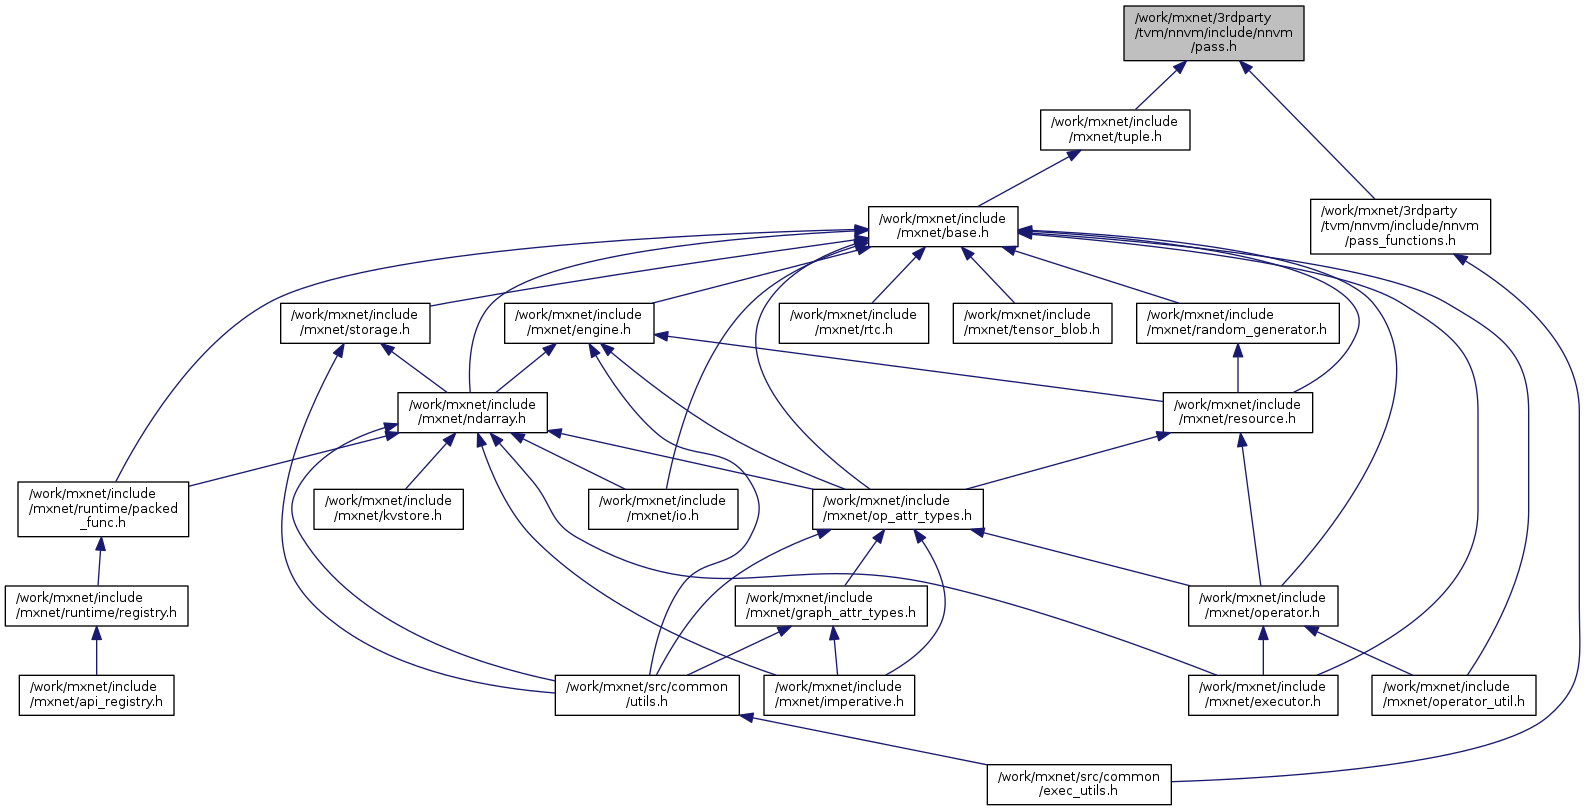 /work/mxnet/3rdparty
/tvm/nnvm/include/nnvm
/pass.h
/work/mxnet/include
/mxnet/tuple.h
/work/mxnet/3rdparty
/tvm/nnvm/include/nnvm
/pass_functions.h
/work/mxnet/include
/mxnet/base.h
/work/mxnet/include
/mxnet/storage.h
/work/mxnet/include
/mxnet/engine.h
/work/mxnet/include
/mxnet/rtc.h
/work/mxnet/include
/mxnet/tensor_blob.h
/work/mxnet/include
/mxnet/random_generator.h
/work/mxnet/include
/mxnet/ndarray.h
/work/mxnet/include
/mxnet/resource.h
/work/mxnet/include
/mxnet/runtime/packed
_func.h
/work/mxnet/include
/mxnet/kvstore.h
/work/mxnet/include
/mxnet/io.h
/work/mxnet/include
/mxnet/op_attr_types.h
/work/mxnet/include
/mxnet/runtime/registry.h
/work/mxnet/include
/mxnet/graph_attr_types.h
/work/mxnet/include
/mxnet/operator.h
/work/mxnet/include
/mxnet/api_registry.h
/work/mxnet/src/common
/utils.h
/work/mxnet/include
/mxnet/imperative.h
/work/mxnet/include
/mxnet/executor.h
/work/mxnet/include
/mxnet/operator_util.h
/work/mxnet/src/common
/exec_utils.h